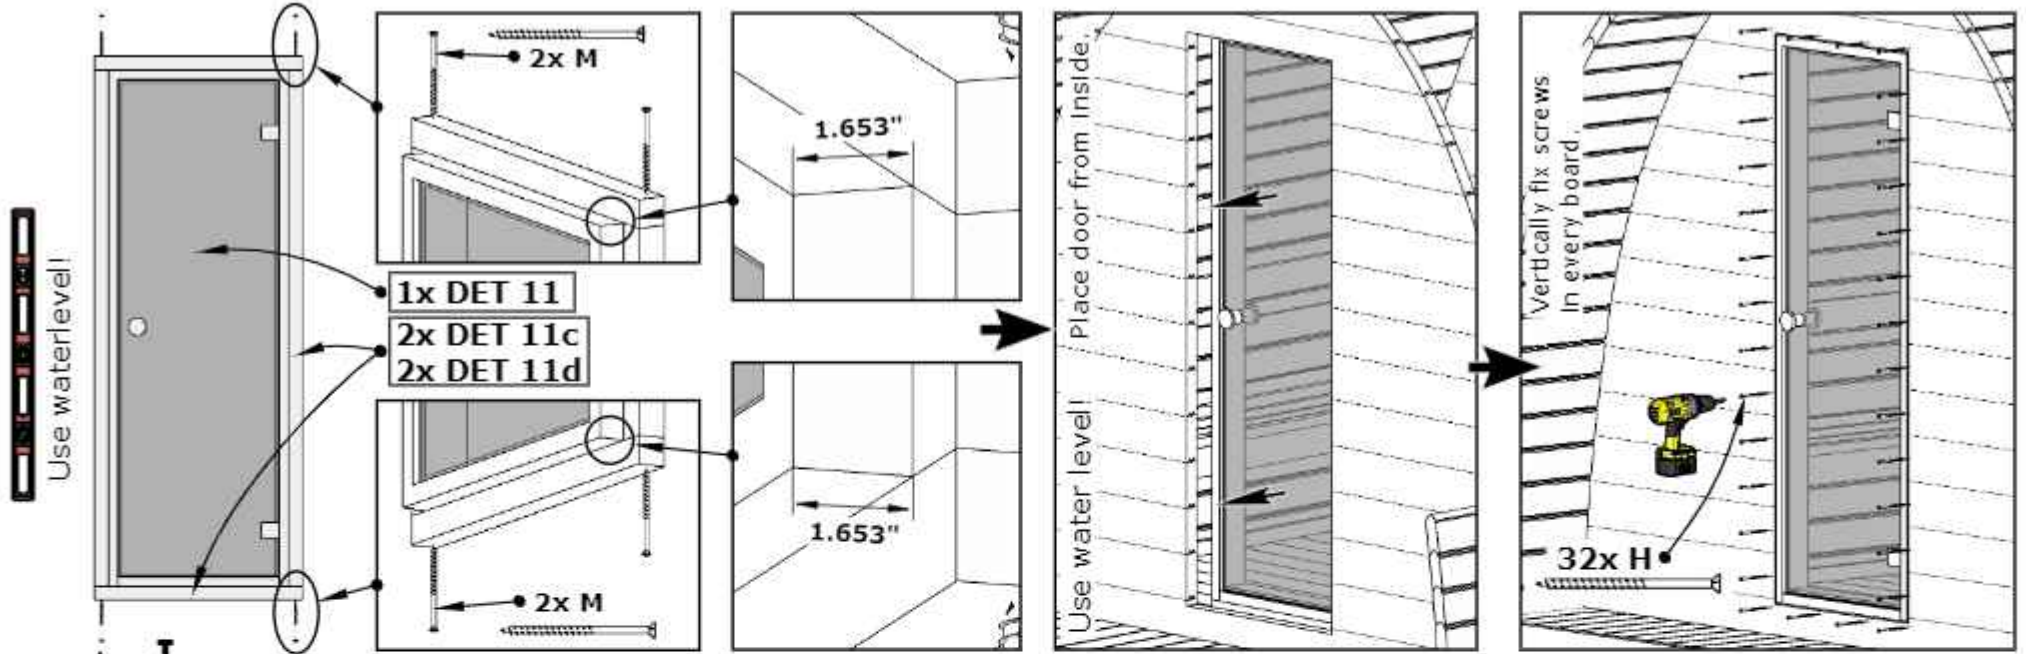 Use waterlevel!
2x M
1x DET 11
2x DET 11c
2x DET 11d
2x M
1.653"
1.653"
Place door from inside.
Use water level!
Vertically fix screws
In every board.
32x H